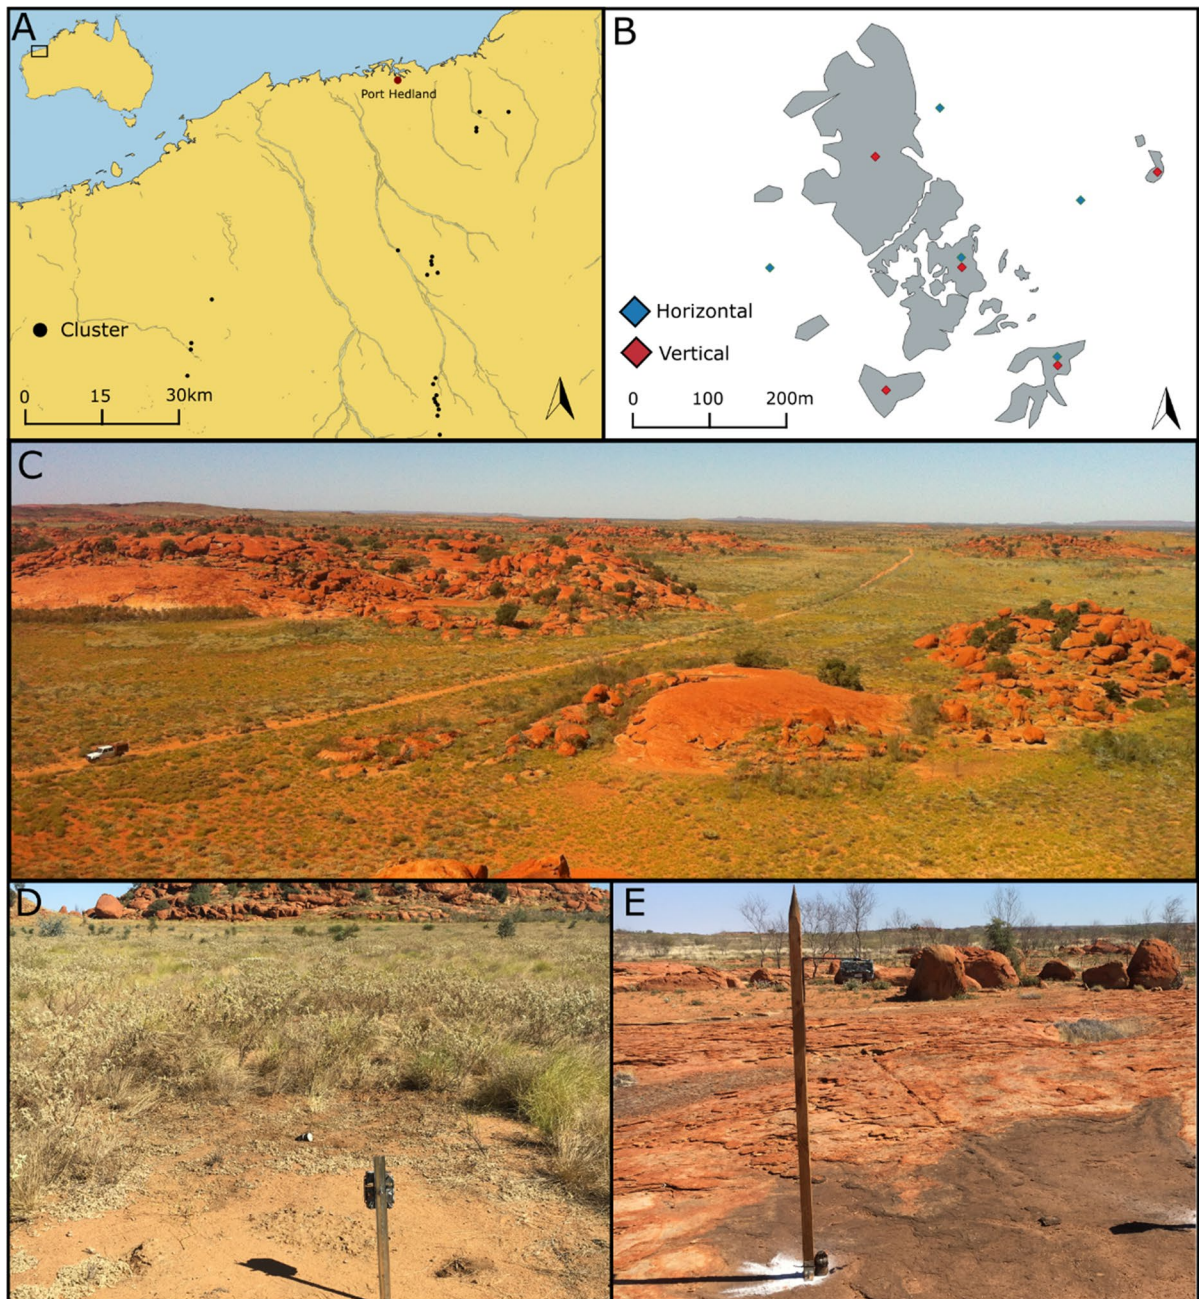 A
Port Hedland
Cluster
0 15 30km
B
Horizontal
Vertical
0 100 200m
C
D
E